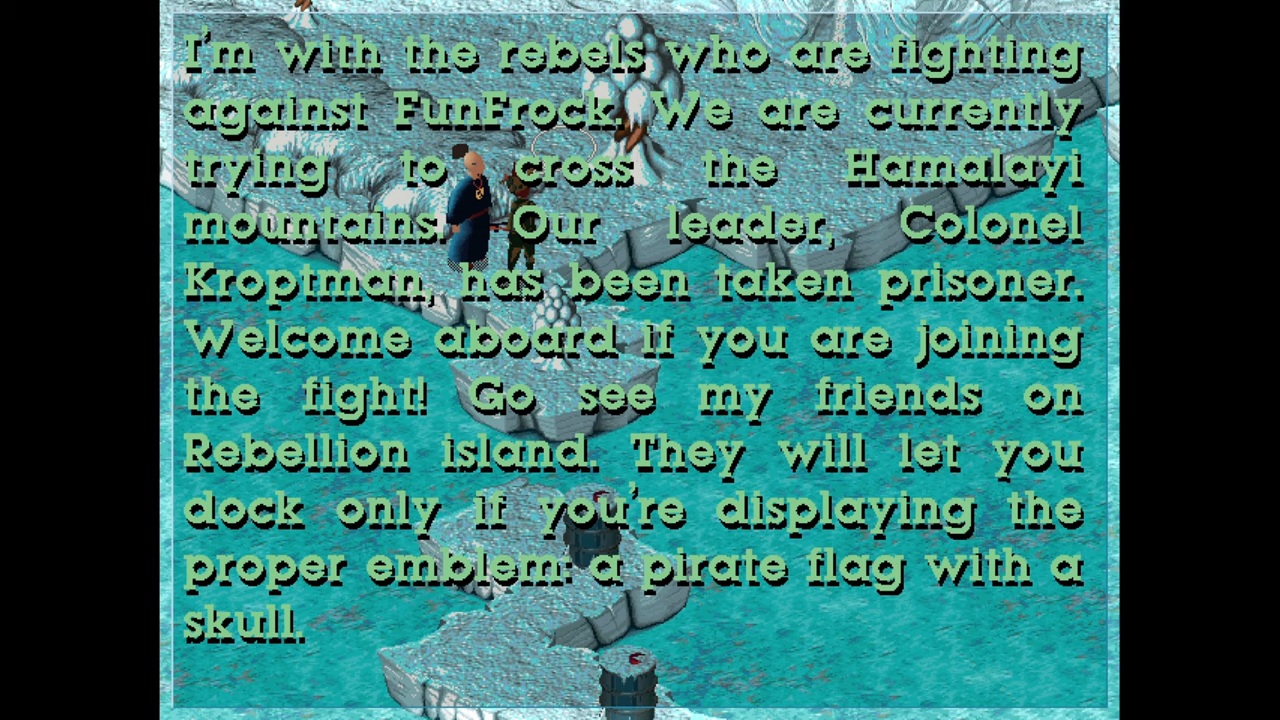 I'm with the rebels who are fighting
against FunFrock. We are currently
trying to cross the Hamalayi
mountains. Our leader, Colonel
Kroptman, has been taken prisoner.
Welcome aboard if you are joining
the fight! Go see my friends on
Rebellion island. They will let you
dock only if you're displaying the
proper emblem: a pirate flag with a
skull.